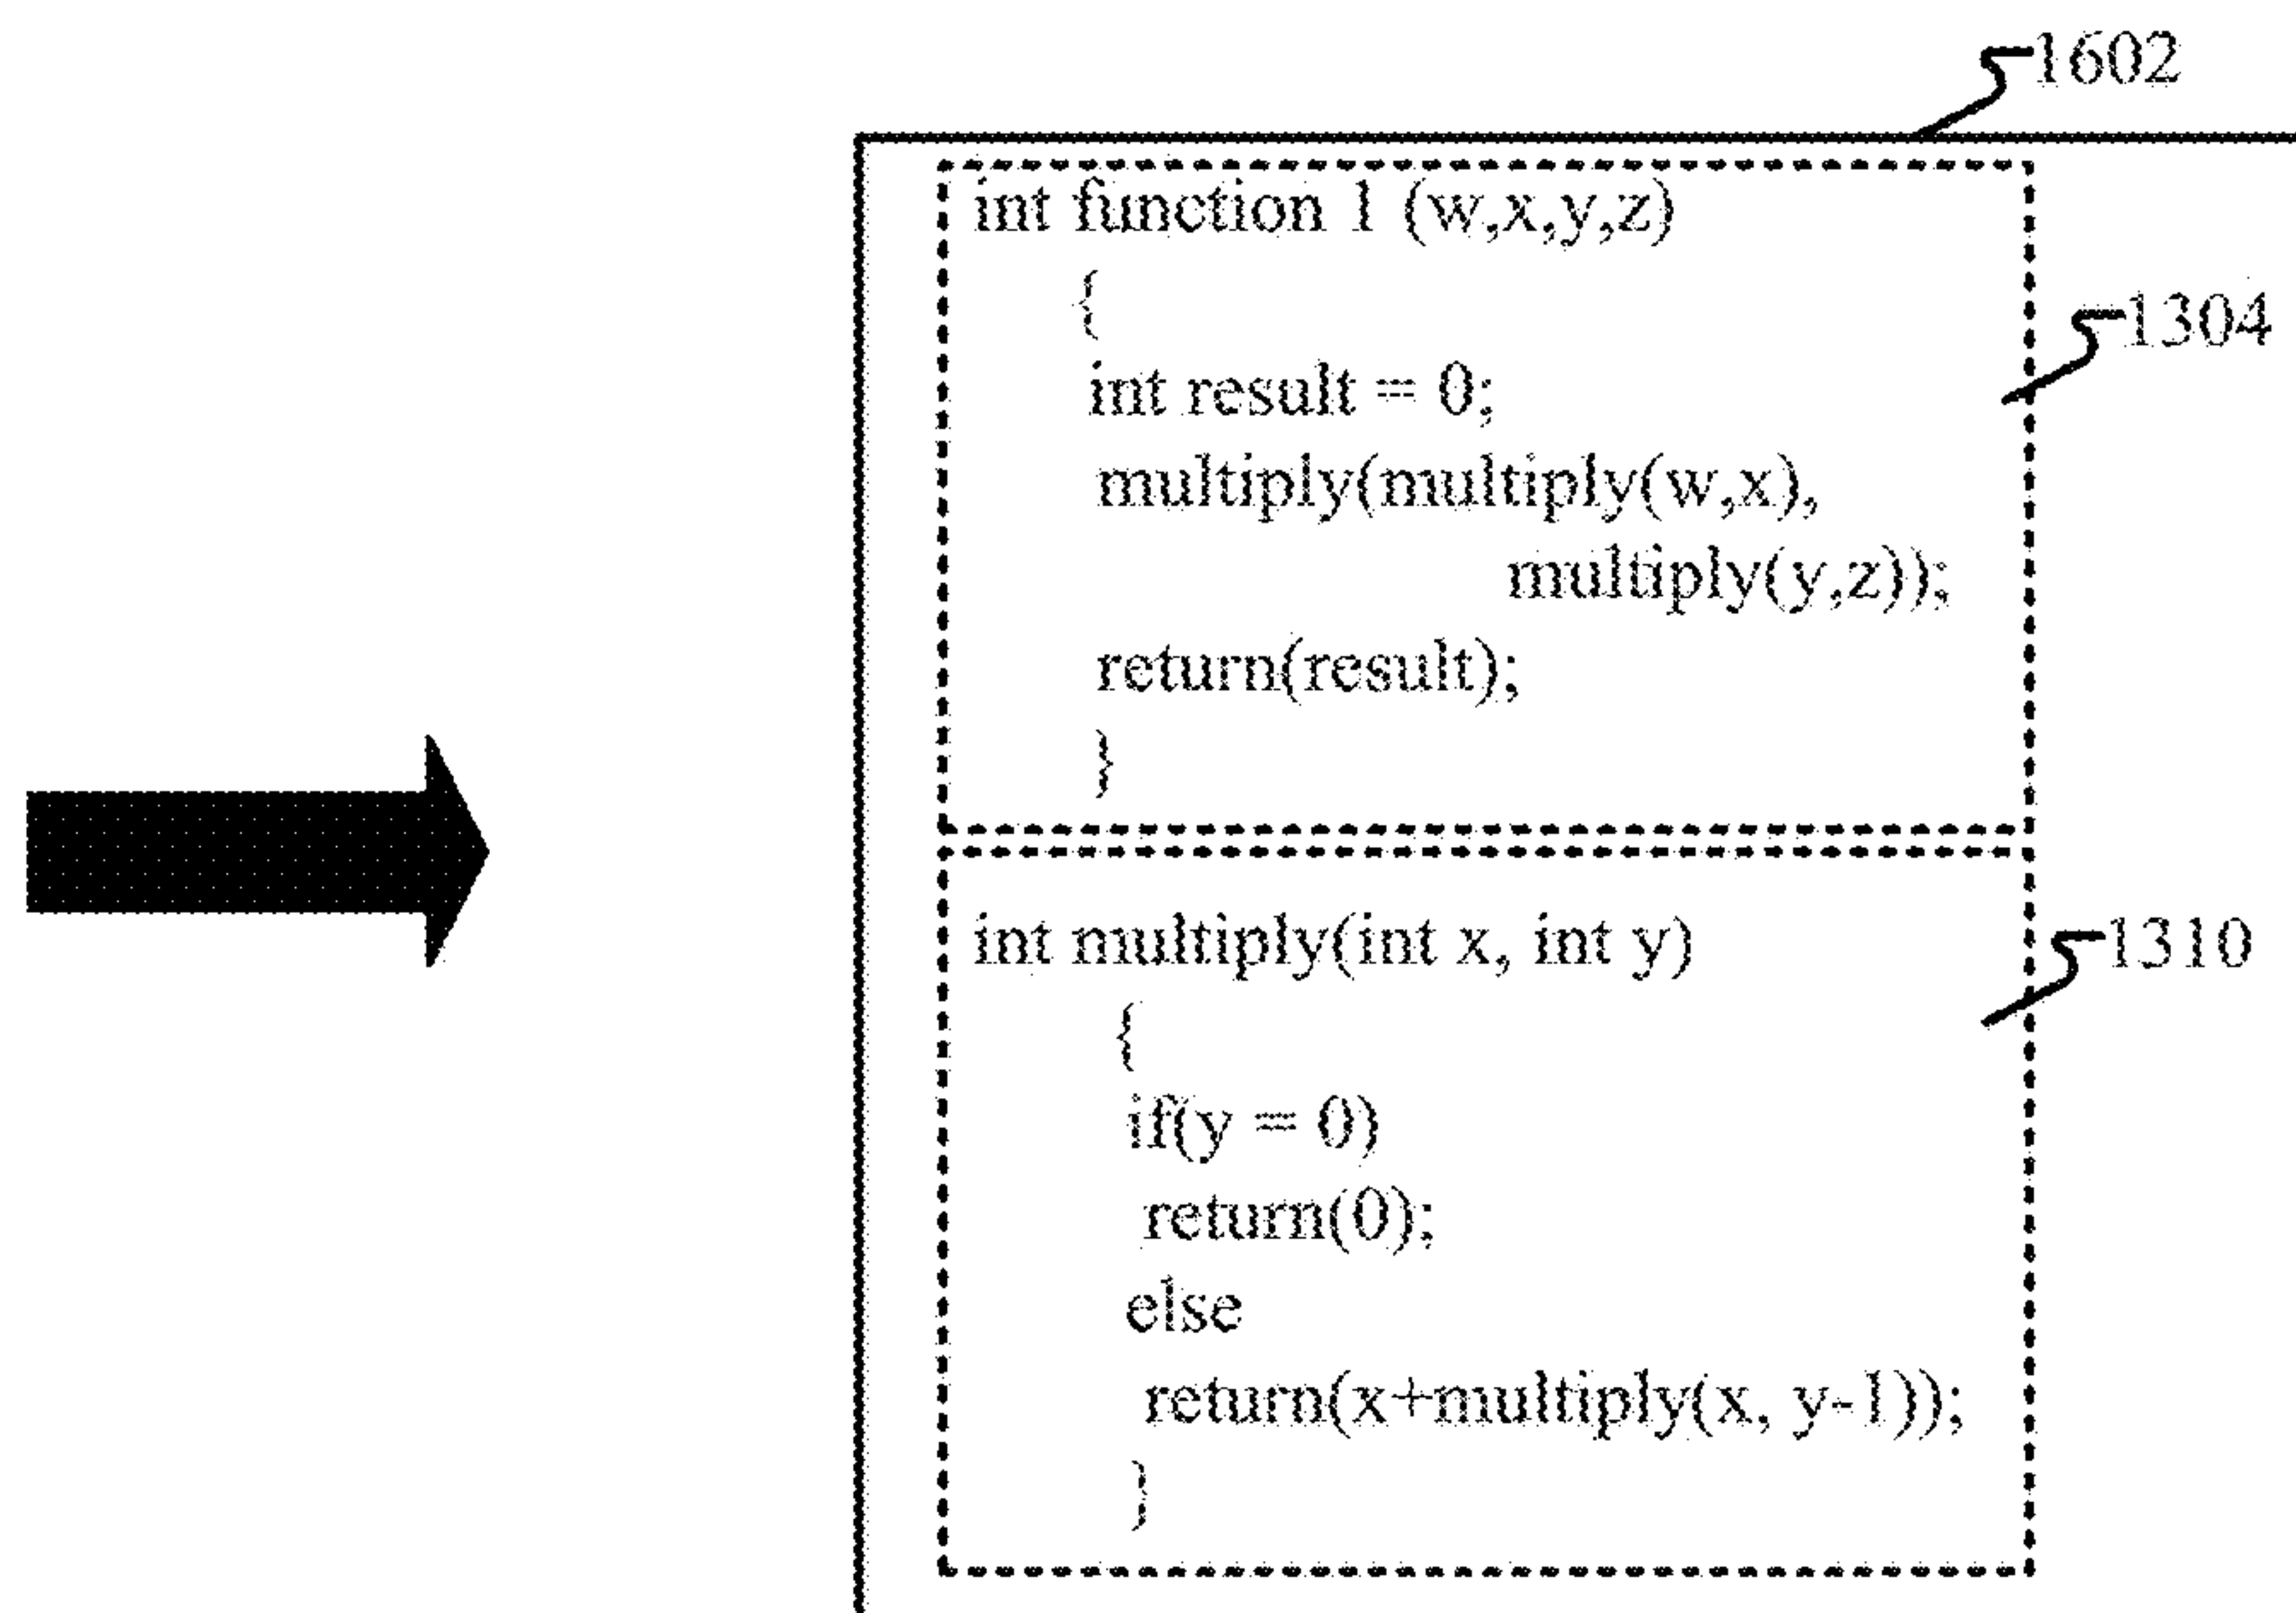 1602
int function 1 (w,x,y,z)
{
1304
int result = 0;
multiply(multiply(w,x),
multiply(y,z));
return(result);
}
int multiply(int x, int y)
1310
{
if(y = 0)
return(0);
else
return(x+multiply(x, y-1));
}